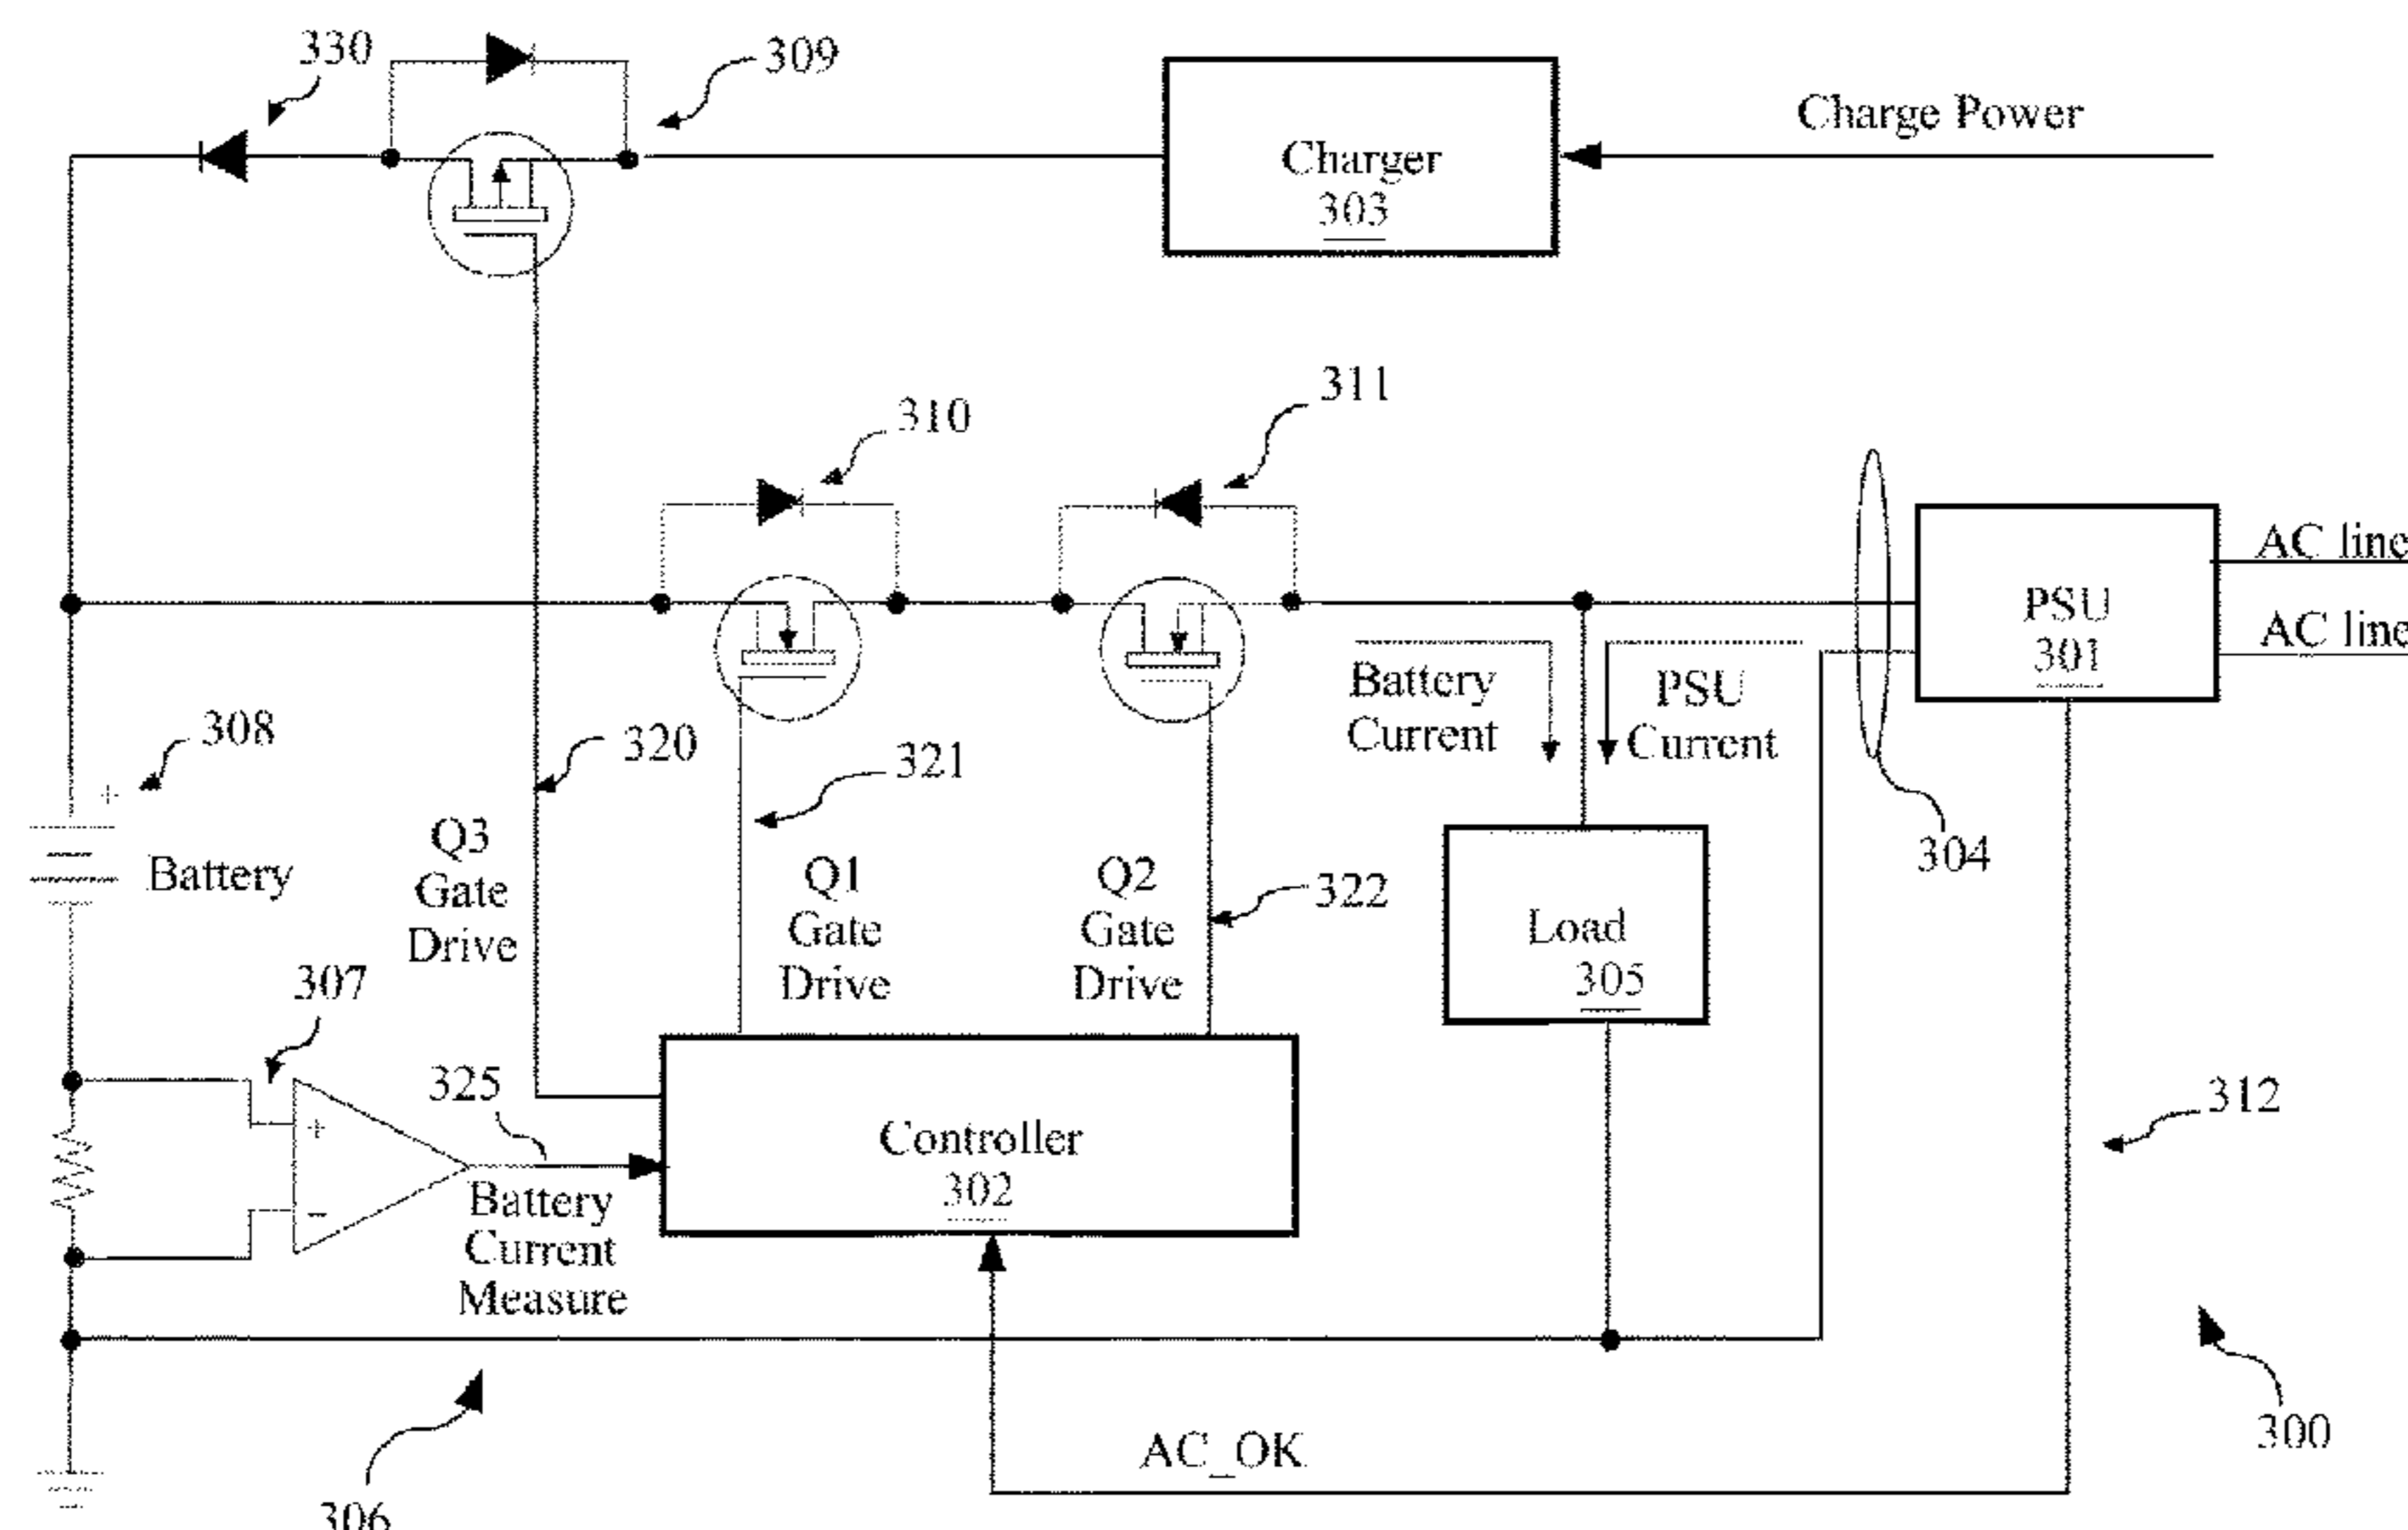 330
309
Charge Power
Charger
303
310
311
AC line
PSU
301
AC line
Battery
Current
PSU
Current
308
+
320
321
304
Q3
Gate
Drive
Battery
Q1
Gate
Drive
Q2
Gate
Drive
322
Load
305
307
325
+
−
Controller
302
312
Battery
Current
Measure
AC_OK
300
306